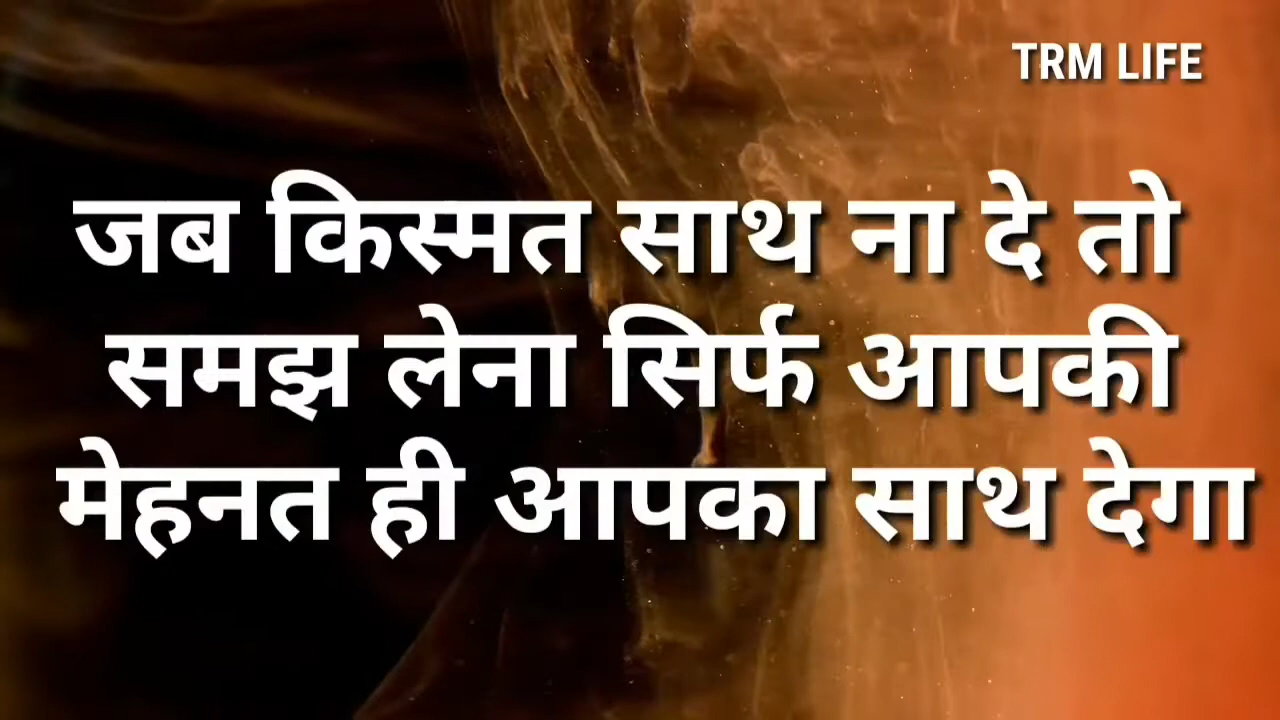 TRM LIFE
जब किस्मत साथ ना दे तो
समझ लेना सिर्फ आपकी
मेहनत ही आपका साथ देगा